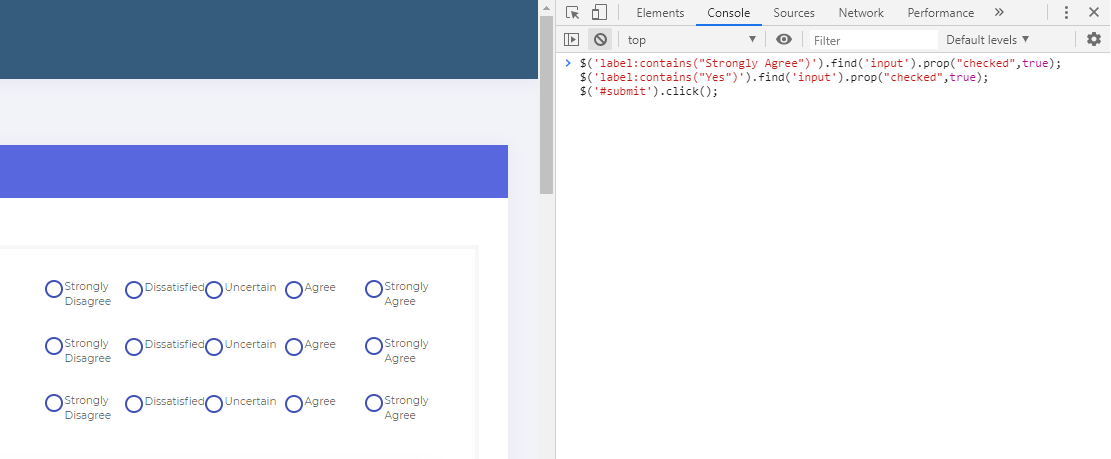 Elements Console Sources Network Performance »
top Filter Default levels
$('label:contains("Strongly Agree")').find('input').prop("checked",true);
$('label:contains("Yes")').find('input').prop("checked",true);
$('#submit').click();
Strongly Disagree Dissatisfied Uncertain Agree Strongly Agree
Strongly Disagree Dissatisfied Uncertain Agree Strongly Agree
Strongly Disagree Dissatisfied Uncertain Agree Strongly Agree